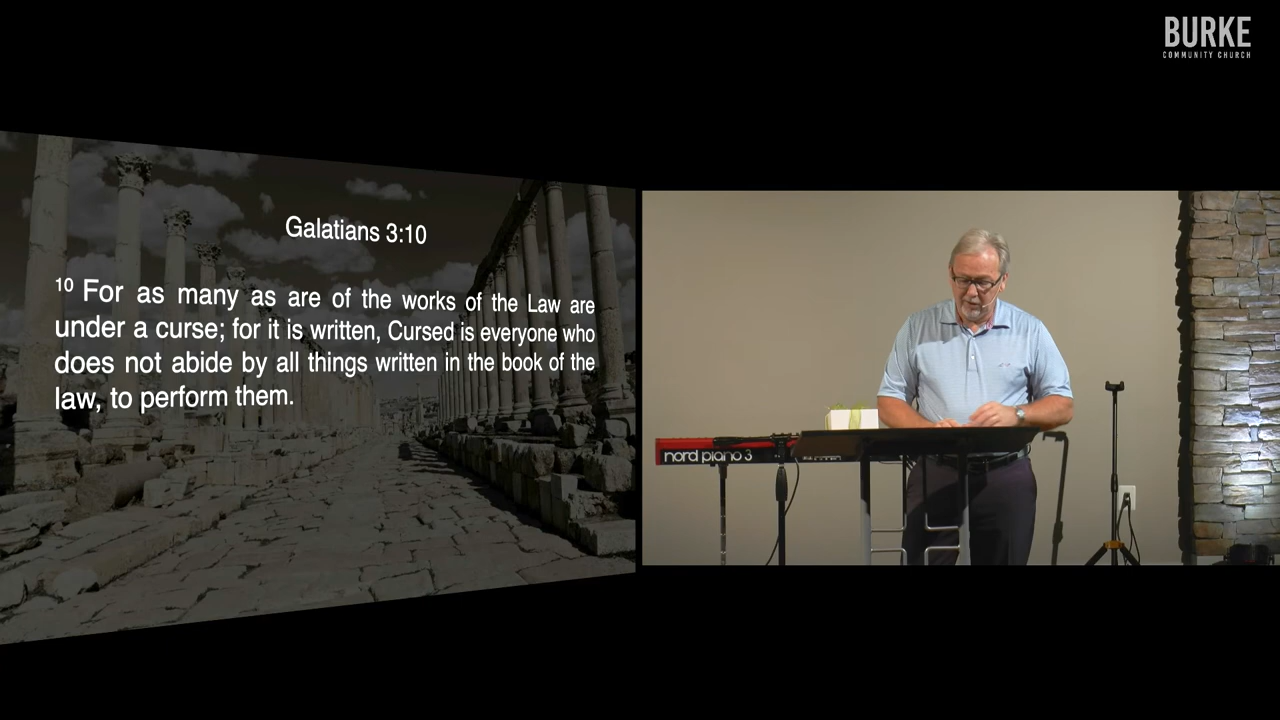 BURKE
COMMUNITY CHURCH
Galatians 3:10
10 For as many as are of the works of the Law are
under a curse; for it is written, Cursed is everyone who
does not abide by all things written in the book of the
law, to perform them.
nord piano 3